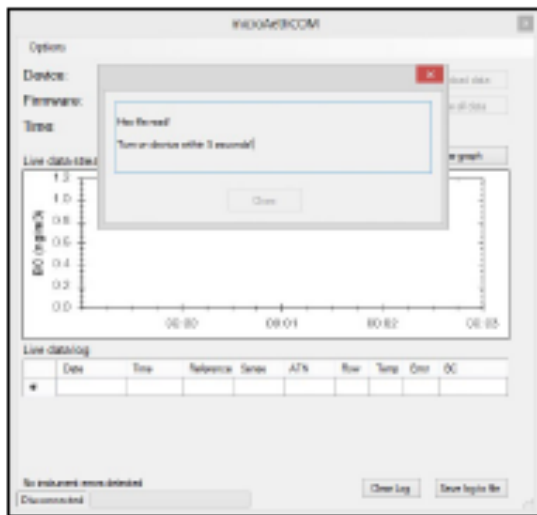 microAethCOM
Options
Device:
Firmware:
Time:
Hex file read!
Turn on device within 5 seconds!
Close
Live data
graph
1.2
1.0
0.8
0.6
0.4
0.2
0.0
00:00 00:01 00:02 00:03
Live data log
Date Time Reference Sense ATN Flow Temp Error BC
No instrument errors detected
Clear Log Save log to file
Disconnected